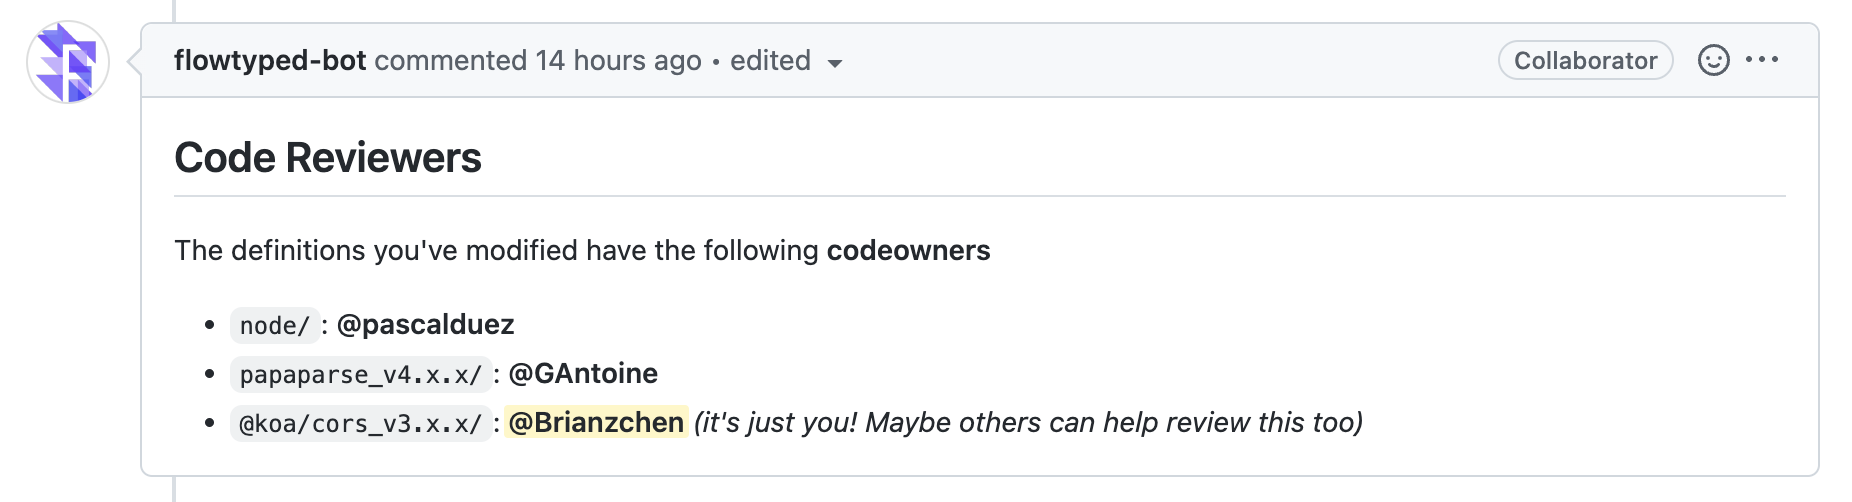 flowtyped-bot commented 14 hours ago • edited Collaborator
Code Reviewers
The definitions you've modified have the following codeowners
• node/ : @pascalduez
• papaparse_v4.x.x/ : @GAntoine
• @koa/cors_v3.x.x/ : @Brianzchen (it's just you! Maybe others can help review this too)